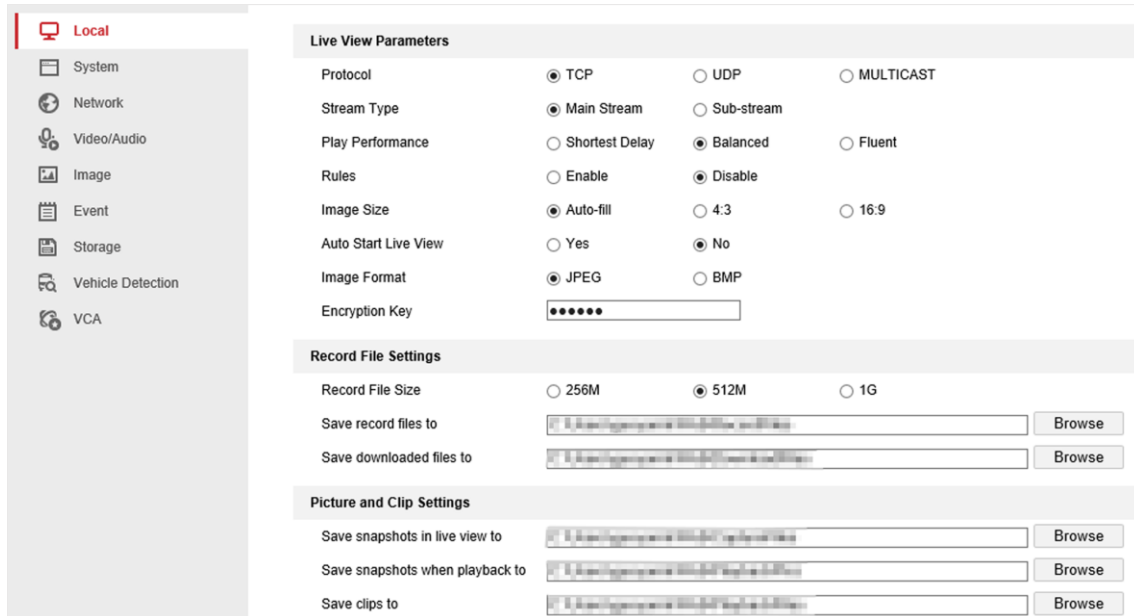 Local
System
Network
Video/Audio
Image
Event
Storage
Vehicle Detection
VCA
Live View Parameters
Protocol TCP UDP MULTICAST
Stream Type Main Stream Sub-stream
Play Performance Shortest Delay Balanced Fluent
Rules Enable Disable
Image Size Auto-fill 4:3 16:9
Auto Start Live View Yes No
Image Format JPEG BMP
Encryption Key ••••••
Record File Settings
Record File Size 256M 512M 1G
Save record files to Browse
Save downloaded files to Browse
Picture and Clip Settings
Save snapshots in live view to Browse
Save snapshots when playback to Browse
Save clips to Browse